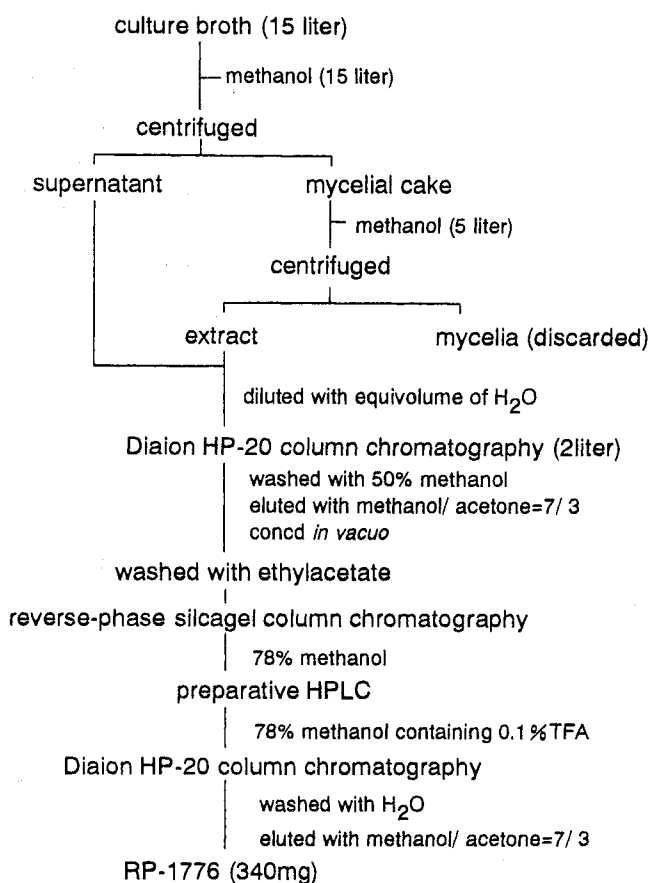 culture broth (15 liter)
methanol (15 liter)
centrifuged
supernatant
mycelial cake
methanol (5 liter)
centrifuged
extract
mycelia (discarded)
diluted with equivolume of H₂O
Diaion HP-20 column chromatography (2liter)
washed with 50% methanol
eluted with methanol/ acetone=7/ 3
concd in vacuo
washed with ethylacetate
reverse-phase silcagel column chromatography
78% methanol
preparative HPLC
78% methanol containing 0.1%TFA
Diaion HP-20 column chromatography
washed with H₂O
eluted with methanol/ acetone=7/ 3
RP-1776 (340mg)